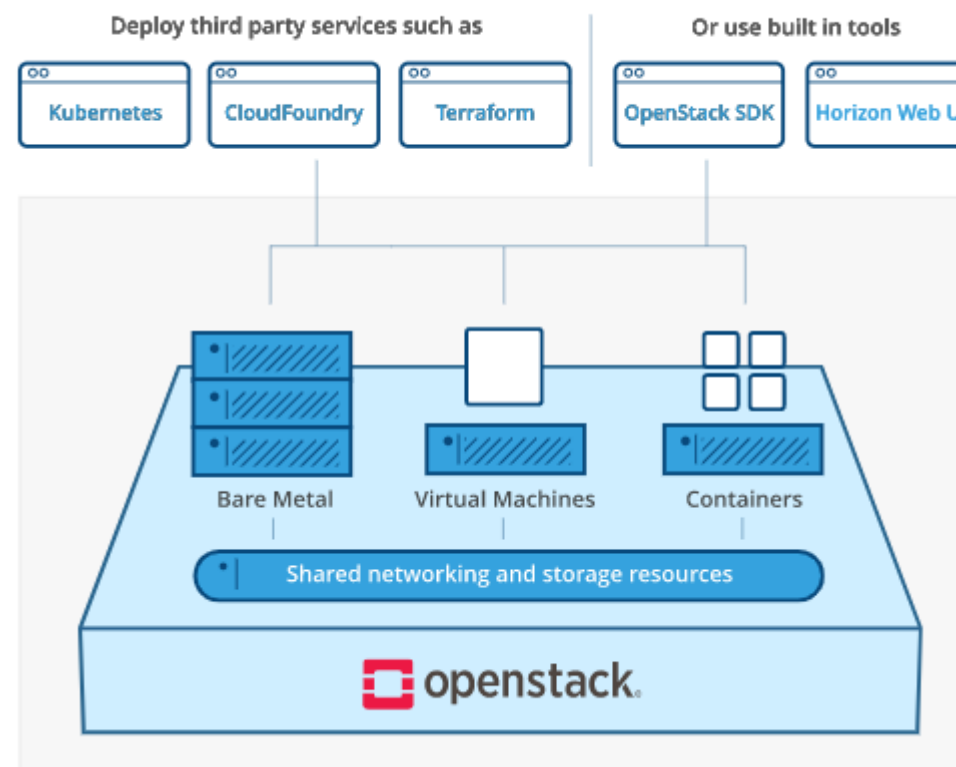 Deploy third party services such as
Or use built in tools
Kubernetes
CloudFoundry
Terraform
OpenStack SDK
Horizon Web U
Bare Metal
Virtual Machines
Containers
Shared networking and storage resources
openstack.